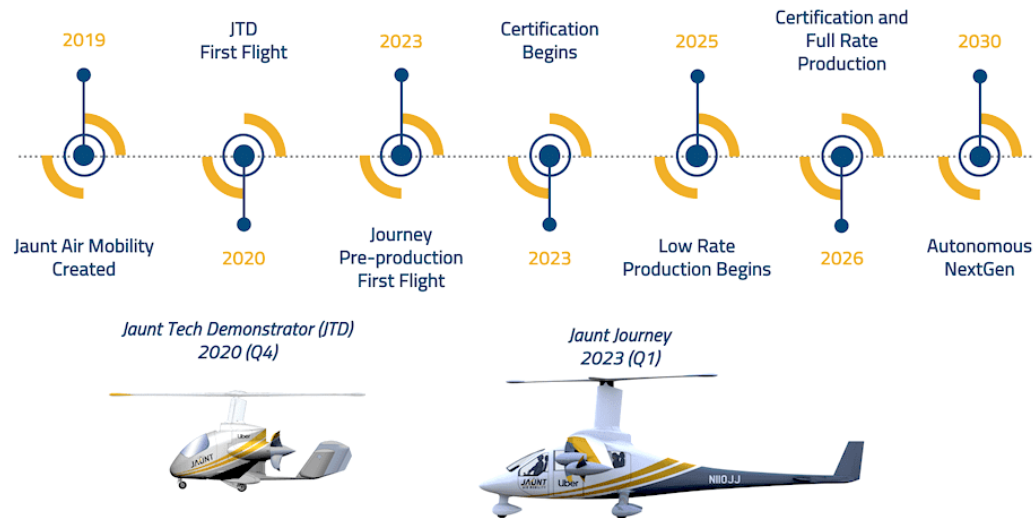 2019
JTD
First Flight
2023
Certification
Begins
2025
Certification and
Full Rate
Production
2030
Jaunt Air Mobility
Created
2020
Journey
Pre-production
First Flight
2023
Low Rate
Production Begins
2026
Autonomous
NextGen
Jaunt Tech Demonstrator (JTD)
2020 (Q4)
Jaunt Journey
2023 (Q1)
Uber
JAUNT
JAUNT
AIR MOBILITY
Uber
N110JJ